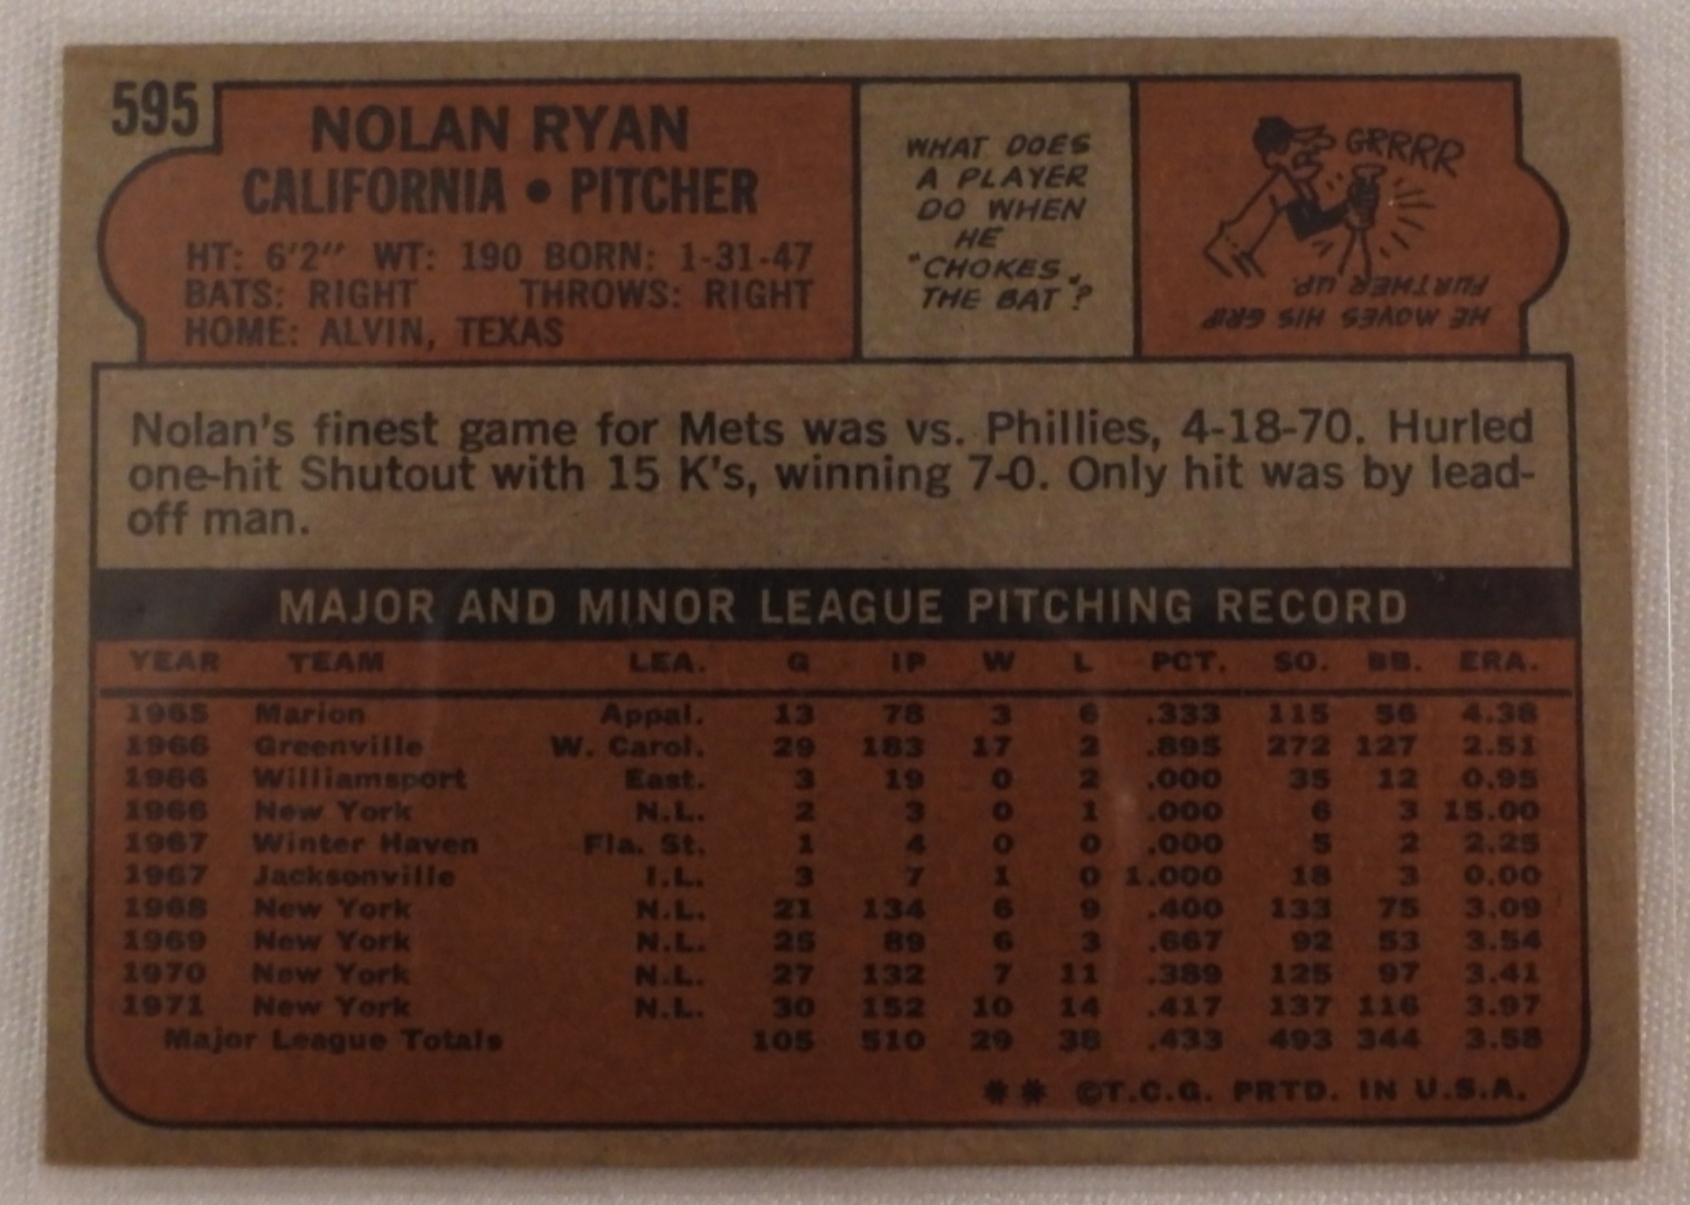 595
NOLAN RYAN
CALIFORNIA • PITCHER
HT: 6'2" WT: 190 BORN: 1-31-47
BATS: RIGHT THROWS: RIGHT
HOME: ALVIN, TEXAS
WHAT DOES
A PLAYER
DO WHEN
HE
"CHOKES
THE BAT"?
GRRRR
HE MOVES HIS GRIP
FURTHER UP.
Nolan's finest game for Mets was vs. Phillies, 4-18-70. Hurled
one-hit Shutout with 15 K's, winning 7-0. Only hit was by lead-
off man.
MAJOR AND MINOR LEAGUE PITCHING RECORD
YEAR TEAM LEA. G IP W L PCT. SO. BB. ERA.
1965 Marion Appal. 13 78 3 6 .333 115 56 4.38
1966 Greenville W. Carol. 29 183 17 2 .895 272 127 2.51
1966 Williamsport East. 3 19 0 2 .000 35 12 0.95
1966 New York N.L. 2 3 0 1 .000 6 3 15.00
1967 Winter Haven Fla. St. 1 4 0 0 .000 5 2 2.25
1967 Jacksonville I.L. 3 7 1 0 1.000 18 3 0.00
1968 New York N.L. 21 134 6 9 .400 133 75 3.09
1969 New York N.L. 25 89 6 3 .667 92 53 3.54
1970 New York N.L. 27 132 7 11 .389 125 97 3.41
1971 New York N.L. 30 152 10 14 .417 137 116 3.97
Major League Totals 105 510 29 38 .433 493 344 3.58
** ©T.C.G. PRTD. IN U.S.A.